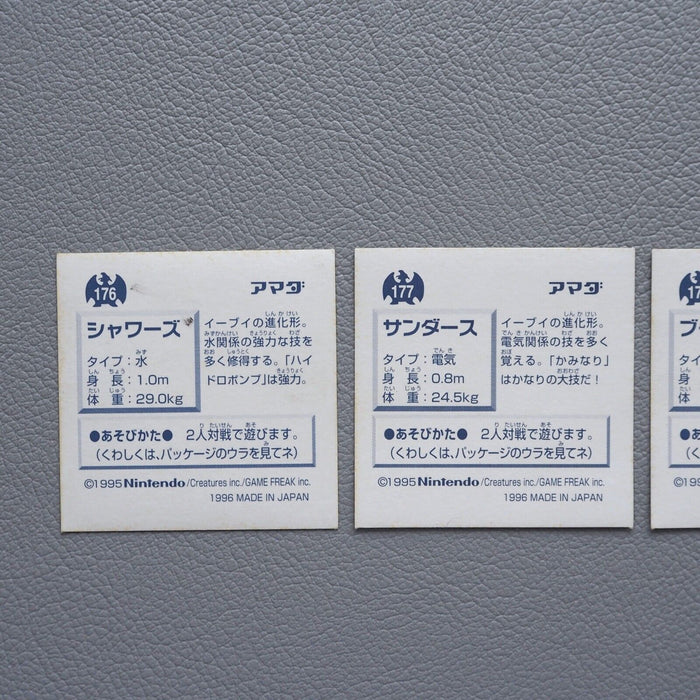 176
アマダ
シャワーズ
タイプ：水
身長：1.0m
体重：29.0kg
イーブイの進化形。
水関係の強力な技を
多く修得する。「ハイ
ドロポンプ」は強力。
●あそびかた● 2人対戦で遊びます。
（くわしくは、パッケージのウラを見てネ）
©1995 Nintendo/Creatures inc./GAME FREAK inc.
1996 MADE IN JAPAN
177
アマダ
サンダース
タイプ：電気
身長：0.8m
体重：24.5kg
イーブイの進化形。
電気関係の技を多く
覚える。「かみなり」
はかなりの大技だ！
●あそびかた● 2人対戦で遊びます。
（くわしくは、パッケージのウラを見てネ）
©1995 Nintendo/Creatures inc./GAME FREAK inc.
1996 MADE IN JAPAN
ブ
タイ
身
体
●あ
（くわ
©199